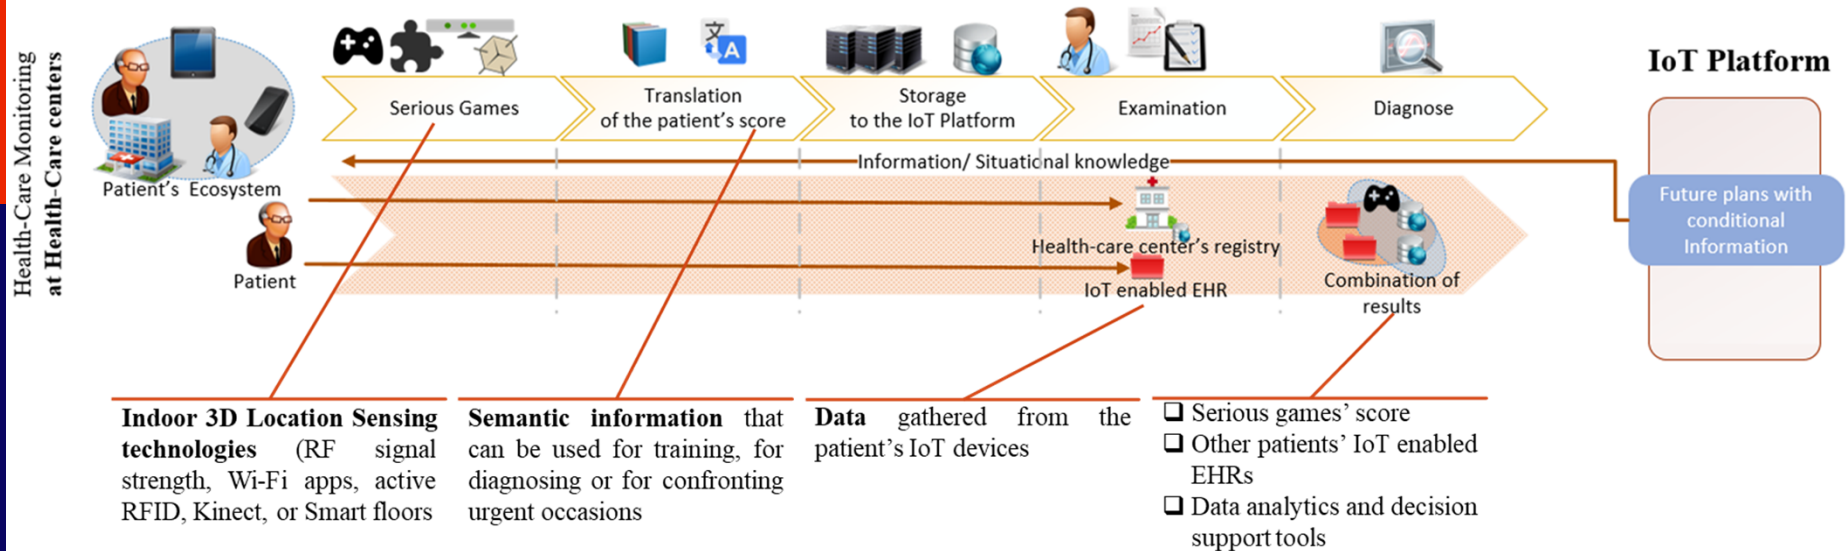 Health-Care Monitoring
at Health-Care centers
Serious Games
Translation
of the patient's score
Storage
to the IoT Platform
Examination
Diagnose
IoT Platform
文
A
Information/ Situational knowledge
Patient's Ecosystem
Future plans with
conditional
Information
Health-care center's registry
Patient
IoT enabled EHR
Combination of
results
Indoor 3D Location Sensing
technologies (RF signal
strength, Wi-Fi apps, active
RFID, Kinect, or Smart floors
Semantic information that
can be used for training, for
diagnosing or for confronting
urgent occasions
Data gathered from the
patient's IoT devices
❑ Serious games' score
❑ Other patients' IoT enabled
EHRs
❑ Data analytics and decision
support tools